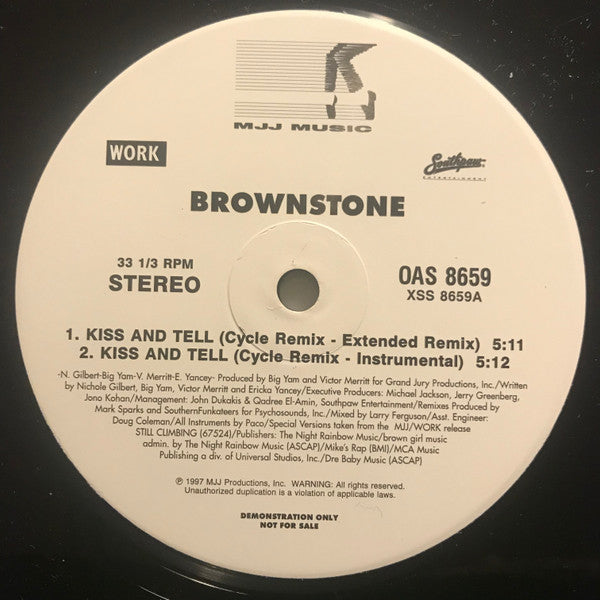 MJJ MUSIC
WORK
Southpaw
ENTERTAINMENT
BROWNSTONE
33 1/3 RPM
STEREO
OAS 8659
XSS 8659A
1. KISS AND TELL (Cycle Remix - Extended Remix) 5:11
2. KISS AND TELL (Cycle Remix - Instrumental) 5:12
-N. Gilbert-Big Yam-V. Merritt-E. Yancey- Produced by Big Yam and Victor Merritt for Grand Jury Productions, Inc./Written
by Nichole Gilbert, Big Yam, Victor Merritt and Ericka Yancey/Executive Producers: Michael Jackson, Jerry Greenberg,
Jono Kohan/Management: John Dukakis & Qadree El-Amin, Southpaw Entertainment/Remixes Produced by
Mark Sparks and SouthernFunkateers for Psychosounds, Inc./Mixed by Larry Ferguson/Asst. Engineer:
Doug Coleman/All Instruments by Paco/Special Versions taken from the MJJ/WORK release
STILL CLIMBING (67524)/Publishers: The Night Rainbow Music/brown girl music
admin. by The Night Rainbow Music (ASCAP)/Mike's Rap (BMI)/MCA Music
Publishing a div. of Universal Studios, Inc./Dre Baby Music (ASCAP)
℗ 1997 MJJ Productions, Inc. WARNING: All rights reserved.
Unauthorized duplication is a violation of applicable laws.
DEMONSTRATION ONLY
NOT FOR SALE